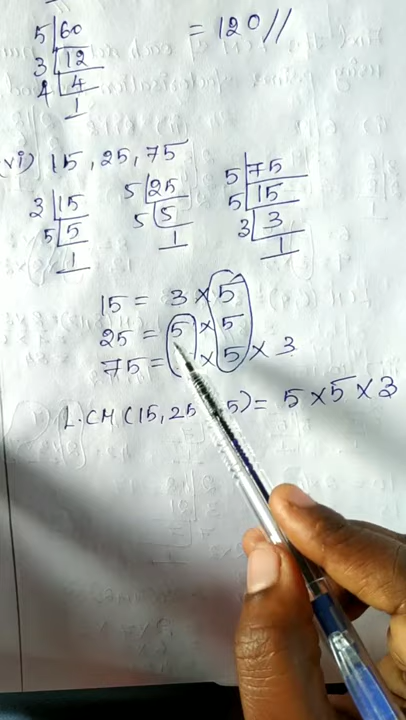 5 | 60
3 | 12
4 | 4
1
= 120//
vi) 15, 25, 75
3 | 15
5 | 5
1
5 | 25
5 | 5
1
5 | 75
5 | 15
3 | 3
1
15 = 3 × 5
25 = 5 × 5
75 = × 5 × 3
L.CM (15, 25 5) = 5 × 5 × 3